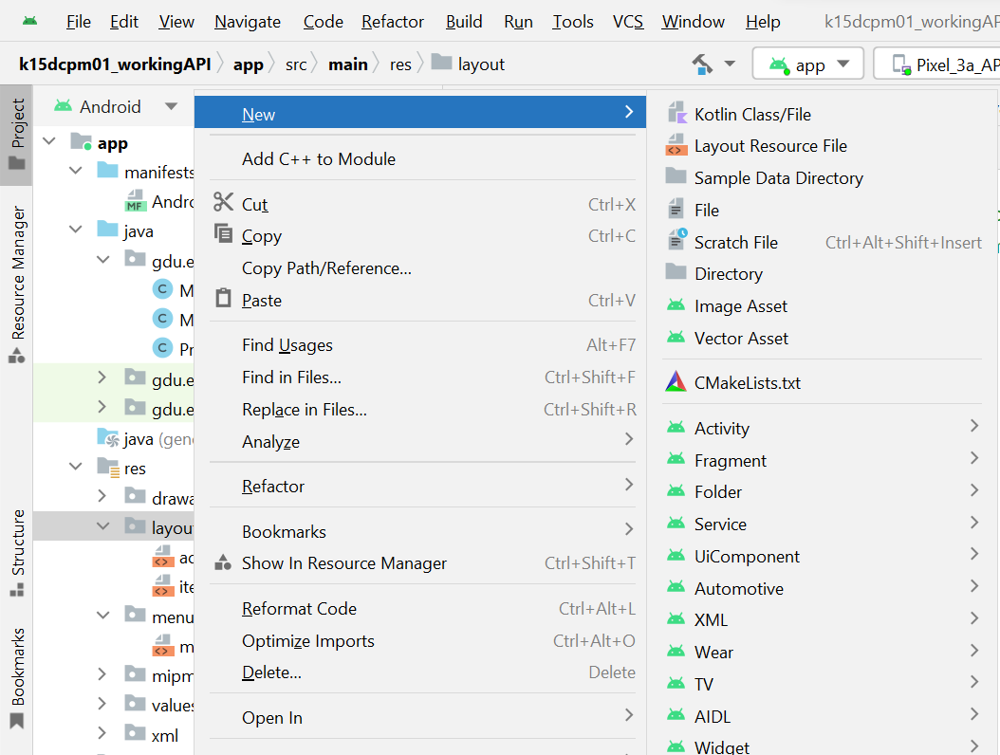 File Edit View Navigate Code Refactor Build Run Tools VCS Window Help k15dcpm01_workingAP
k15dcpm01_workingAPI app src main res layout app Pixel_3a_AP
Project
Resource Manager
Structure
Bookmarks
Android
app
manifests
Andro
MF
java
gdu.e
C M
C M
C Pr
gdu.e
gdu.e
java (gene
res
drawa
layou
ac
ite
menu
m
mipm
values
xml
New
Add C++ to Module
Cut Ctrl+X
Copy Ctrl+C
Copy Path/Reference...
Paste Ctrl+V
Find Usages Alt+F7
Find in Files... Ctrl+Shift+F
Replace in Files... Ctrl+Shift+R
Analyze
Refactor
Bookmarks
Show In Resource Manager Ctrl+Shift+T
Reformat Code Ctrl+Alt+L
Optimize Imports Ctrl+Alt+O
Delete... Delete
Open In
Kotlin Class/File
Layout Resource File
Sample Data Directory
File
Scratch File Ctrl+Alt+Shift+Insert
Directory
Image Asset
Vector Asset
CMakeLists.txt
Activity
Fragment
Folder
Service
UiComponent
Automotive
XML
Wear
TV
AIDL
Widget